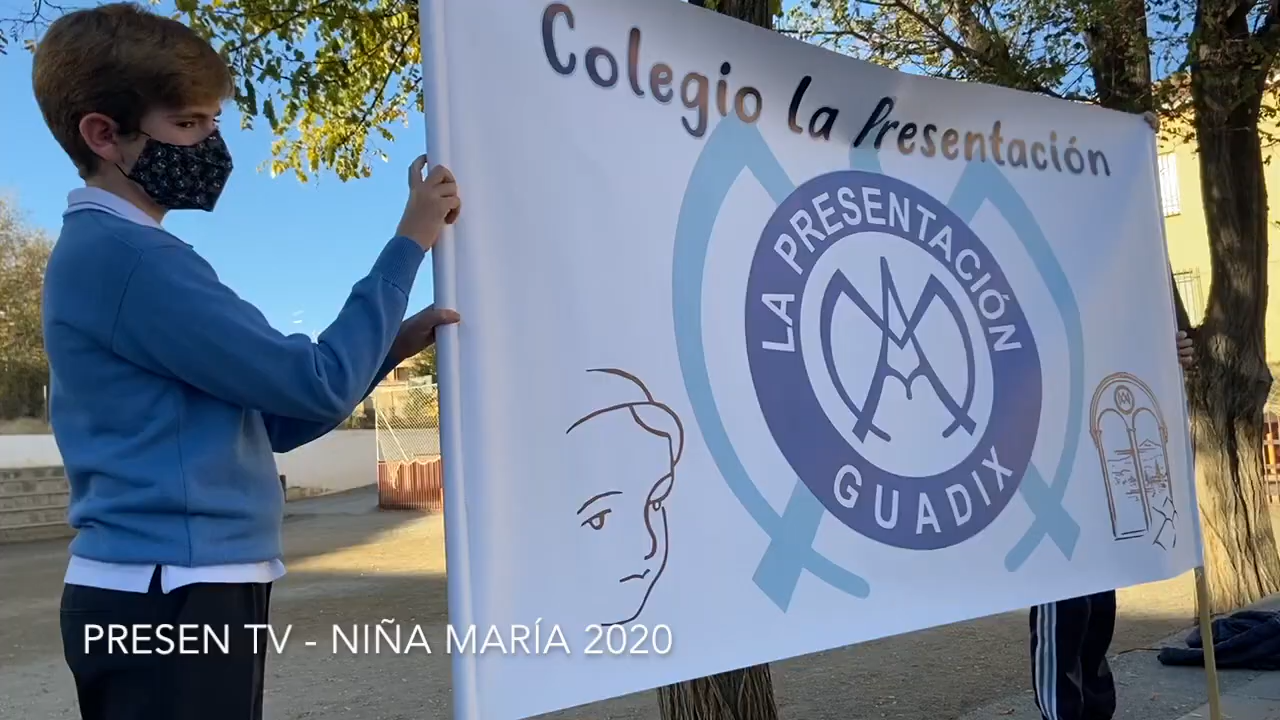 Colegio la Presentación
LA PRESENTACIÓN
GUADIX
PRESEN TV - NIÑA MARÍA 2020